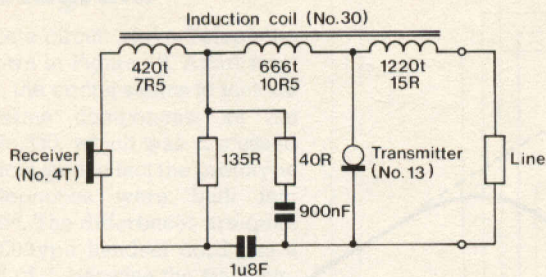 Induction coil (No.30)
420t
7R5
666t
10R5
1220t
15R
Receiver
(No.4T)
135R
40R
Transmitter
(No.13)
Line
900nF
1u8F